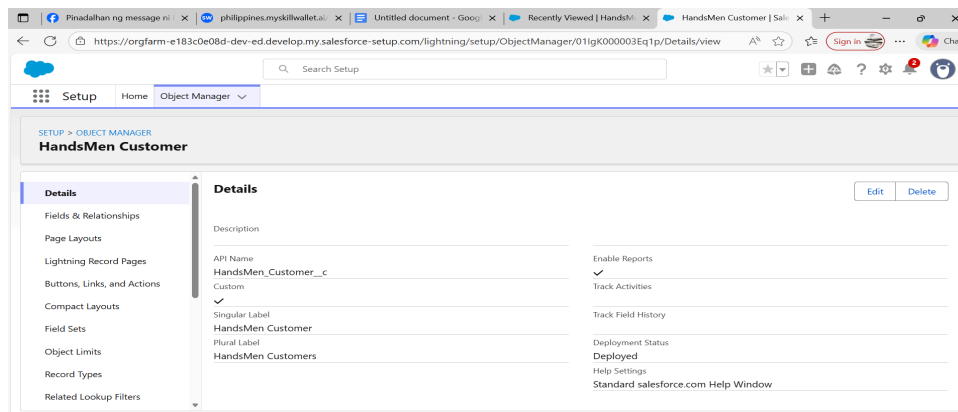 Pinadalhan ng message ni
philippines.myskillwallet.ai/
Untitled document - Googl
Recently Viewed | HandsM
HandsMen Customer | Sale
https://orgfarm-e183c0e08d-dev-ed.develop.my.salesforce-setup.com/lightning/setup/ObjectManager/01IgK000003Eq1p/Details/view
Sign in
Cha
Search Setup
2
Setup
Home
Object Manager
SETUP > OBJECT MANAGER
HandsMen Customer
Details
Fields & Relationships
Page Layouts
Lightning Record Pages
Buttons, Links, and Actions
Compact Layouts
Field Sets
Object Limits
Record Types
Related Lookup Filters
Details
Edit
Delete
Description
API Name
HandsMen_Customer__c
Custom
Singular Label
HandsMen Customer
Plural Label
HandsMen Customers
Enable Reports
Track Activities
Track Field History
Deployment Status
Deployed
Help Settings
Standard salesforce.com Help Window